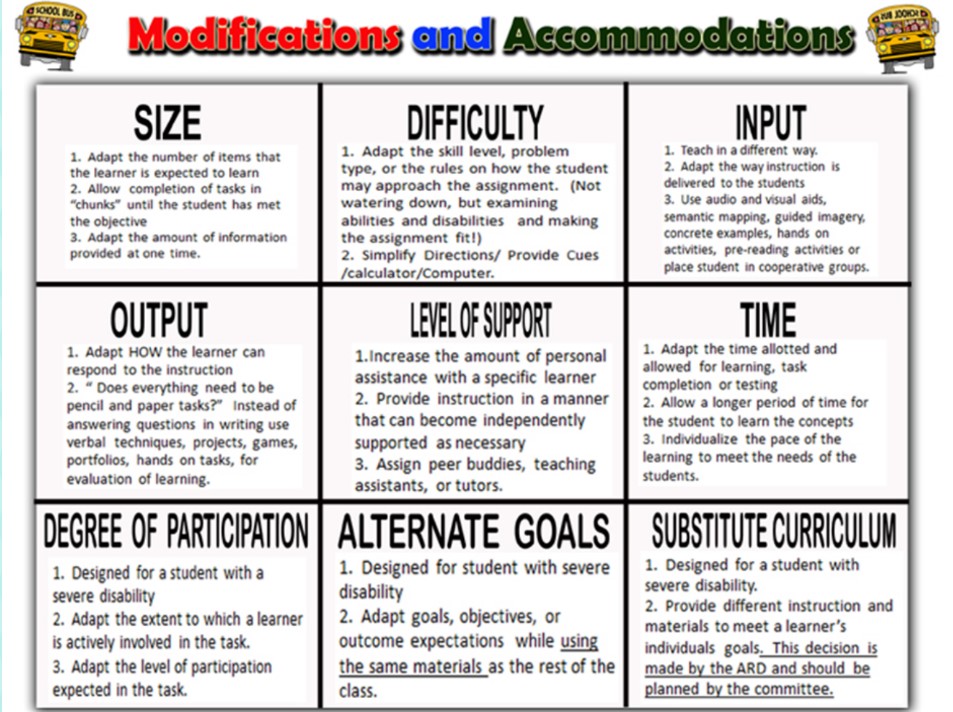 SCHOOL BUS
Modifications and Accommodations
SCHOOL BUS
SIZE
1. Adapt the number of items that
the learner is expected to learn
2. Allow completion of tasks in
“chunks” until the student has met
the objective
3. Adapt the amount of information
provided at one time.
DIFFICULTY
1. Adapt the skill level, problem
type, or the rules on how the student
may approach the assignment. (Not
watering down, but examining
abilities and disabilities and making
the assignment fit!)
2. Simplify Directions/ Provide Cues
/calculator/Computer.
INPUT
1. Teach in a different way.
2. Adapt the way instruction is
delivered to the students
3. Use audio and visual aids,
semantic mapping, guided imagery,
concrete examples, hands on
activities, pre-reading activities or
place student in cooperative groups.
OUTPUT
1. Adapt HOW the learner can
respond to the instruction
2. “ Does everything need to be
pencil and paper tasks?” Instead of
answering questions in writing use
verbal techniques, projects, games,
portfolios, hands on tasks, for
evaluation of learning.
LEVEL OF SUPPORT
1.Increase the amount of personal
assistance with a specific learner
2. Provide instruction in a manner
that can become independently
supported as necessary
3. Assign peer buddies, teaching
assistants, or tutors.
TIME
1. Adapt the time allotted and
allowed for learning, task
completion or testing
2. Allow a longer period of time for
the student to learn the concepts
3. Individualize the pace of the
learning to meet the needs of the
students.
DEGREE OF PARTICIPATION
1. Designed for a student with a
severe disability
2. Adapt the extent to which a learner
is actively involved in the task.
3. Adapt the level of participation
expected in the task.
ALTERNATE GOALS
1. Designed for student with severe
disability
2. Adapt goals, objectives, or
outcome expectations while using
the same materials as the rest of the
class.
SUBSTITUTE CURRICULUM
1. Designed for a student with
severe disability.
2. Provide different instruction and
materials to meet a learner’s
individuals goals. This decision is
made by the ARD and should be
planned by the committee.